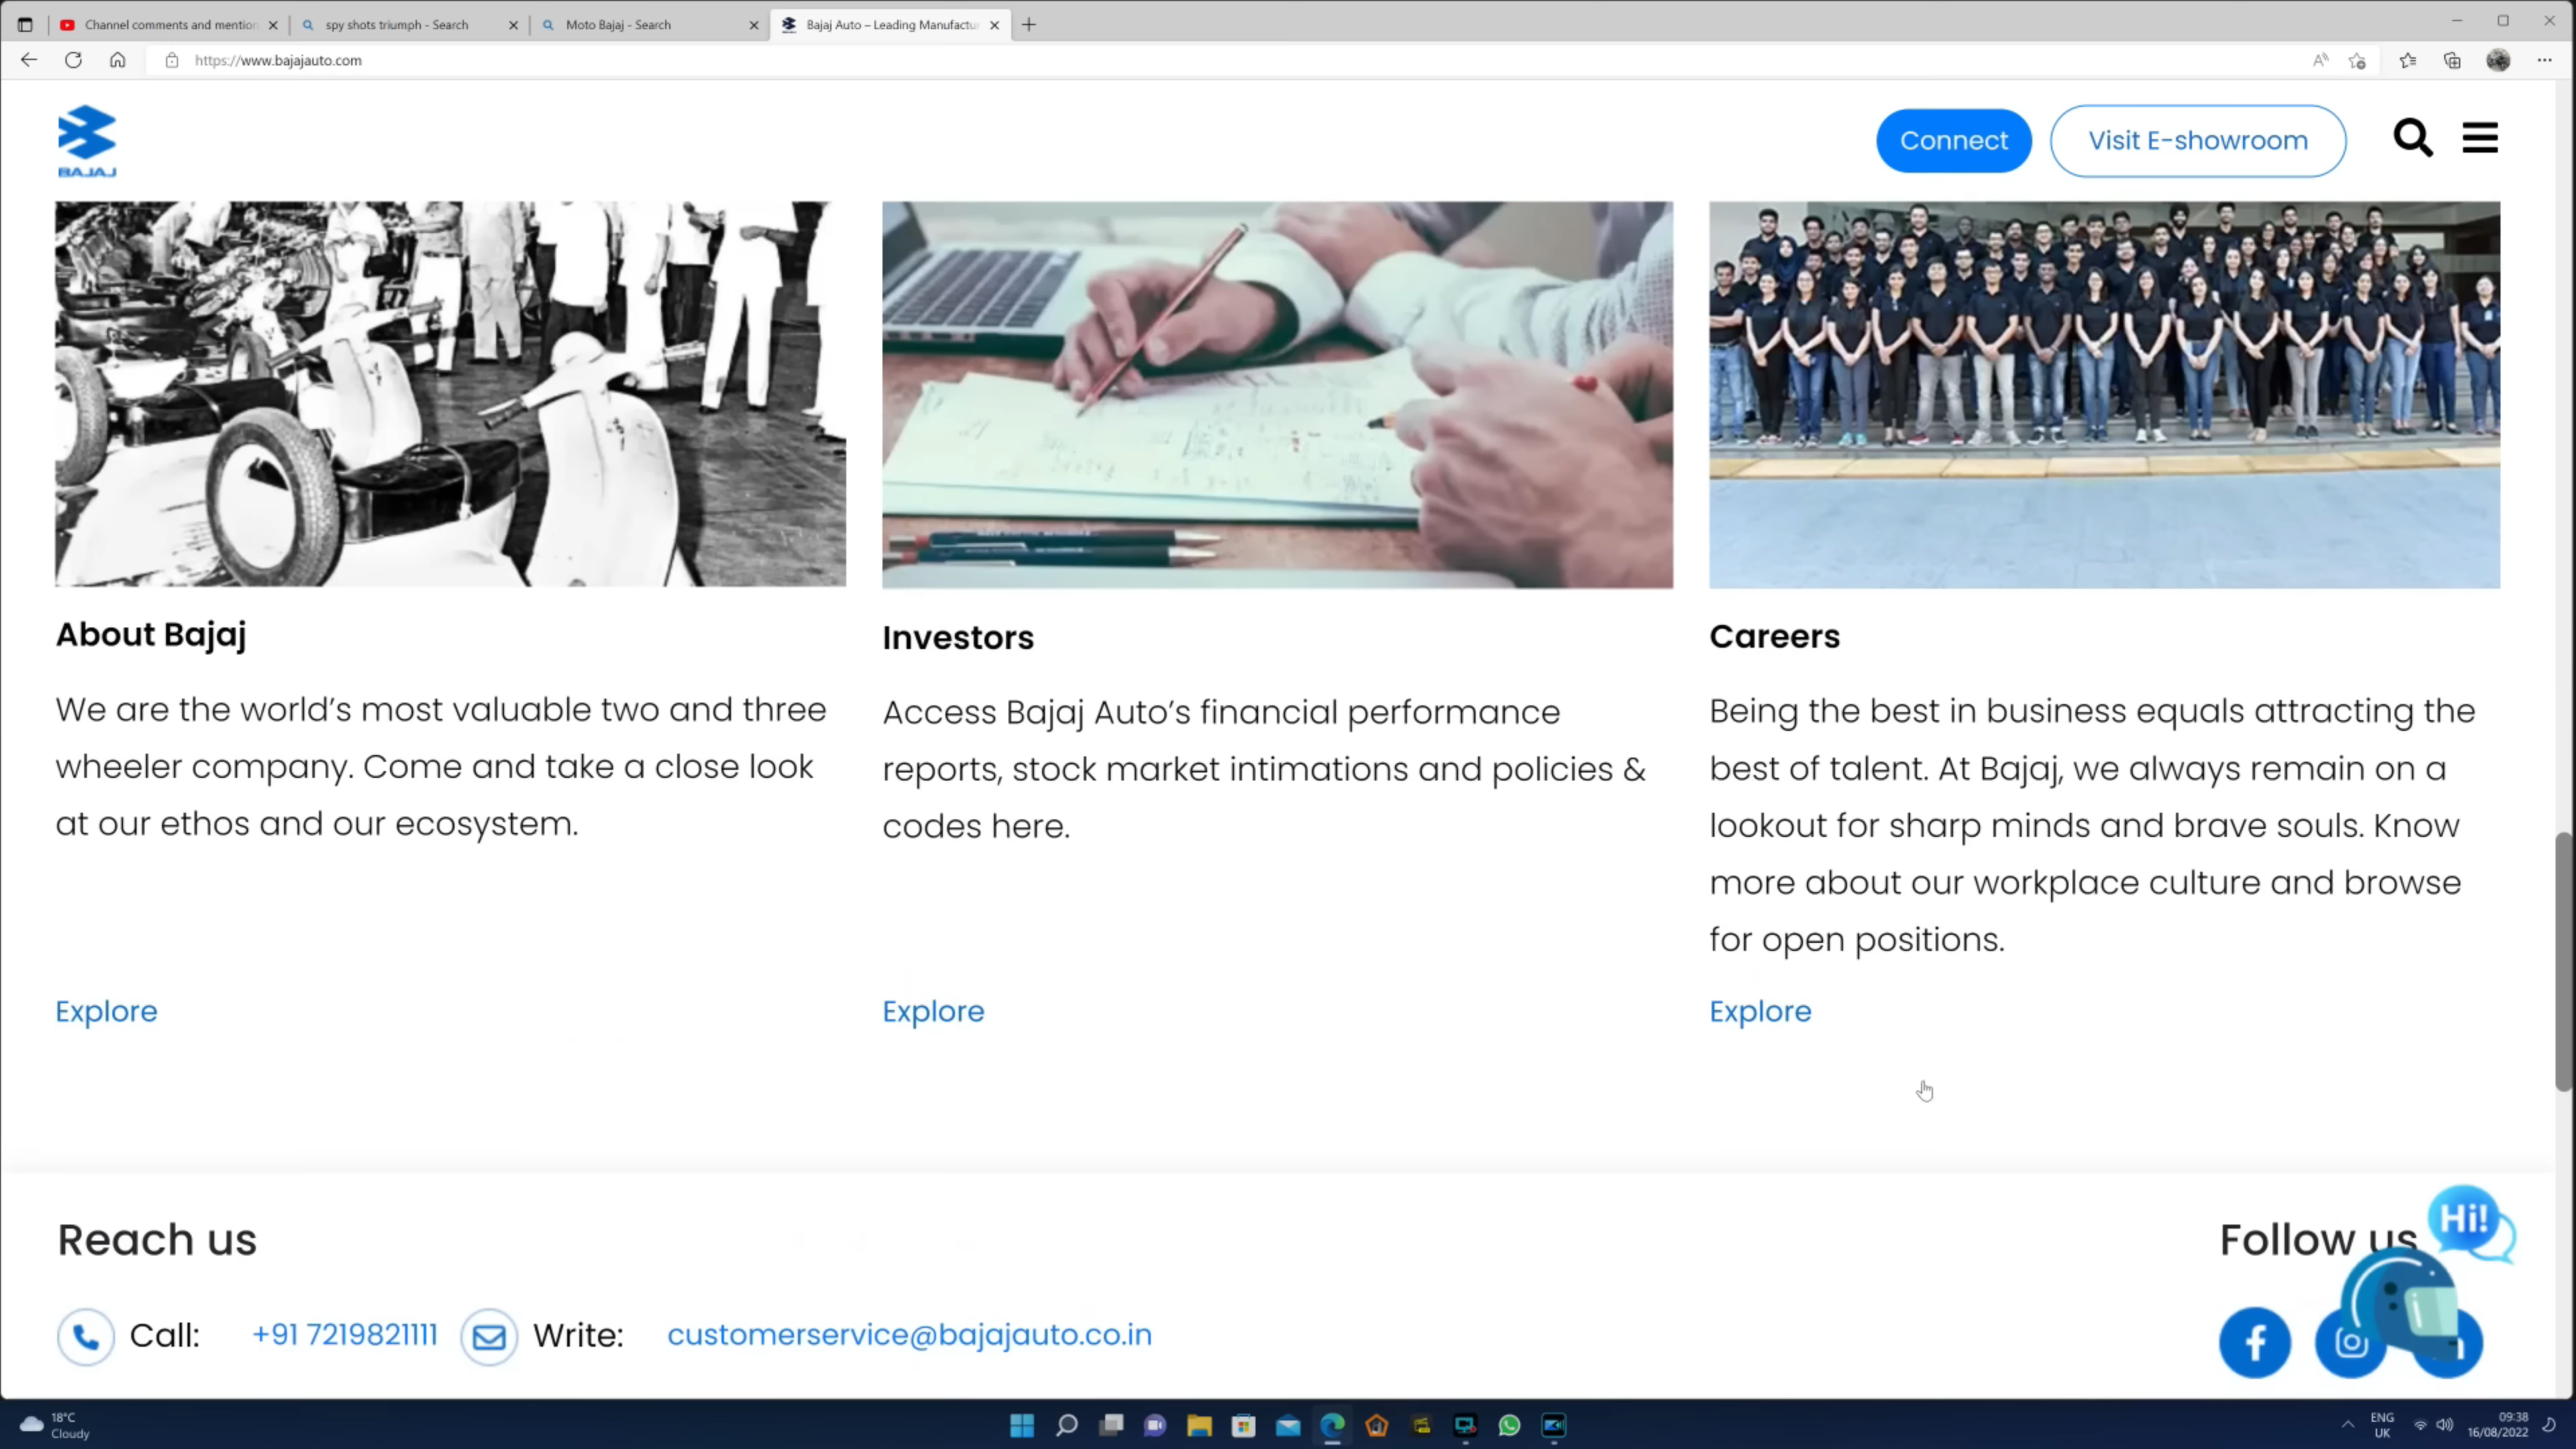 Channel comments and mention
spy shots triumph - Search
Moto Bajaj - Search
Bajaj Auto – Leading Manufactu
https://www.bajajauto.com
BAJAJ
Connect
Visit E-showroom
About Bajaj
We are the world's most valuable two and three
wheeler company. Come and take a close look
at our ethos and our ecosystem.
Explore
Investors
Access Bajaj Auto's financial performance
reports, stock market intimations and policies &
codes here.
Explore
Careers
Being the best in business equals attracting the
best of talent. At Bajaj, we always remain on a
lookout for sharp minds and brave souls. Know
more about our workplace culture and browse
for open positions.
Explore
Reach us
Call: +91 7219821111
Write: customerservice@bajajauto.co.in
Follow us
Hi!
18°C
Cloudy
ENG
UK
09:38
16/08/2022